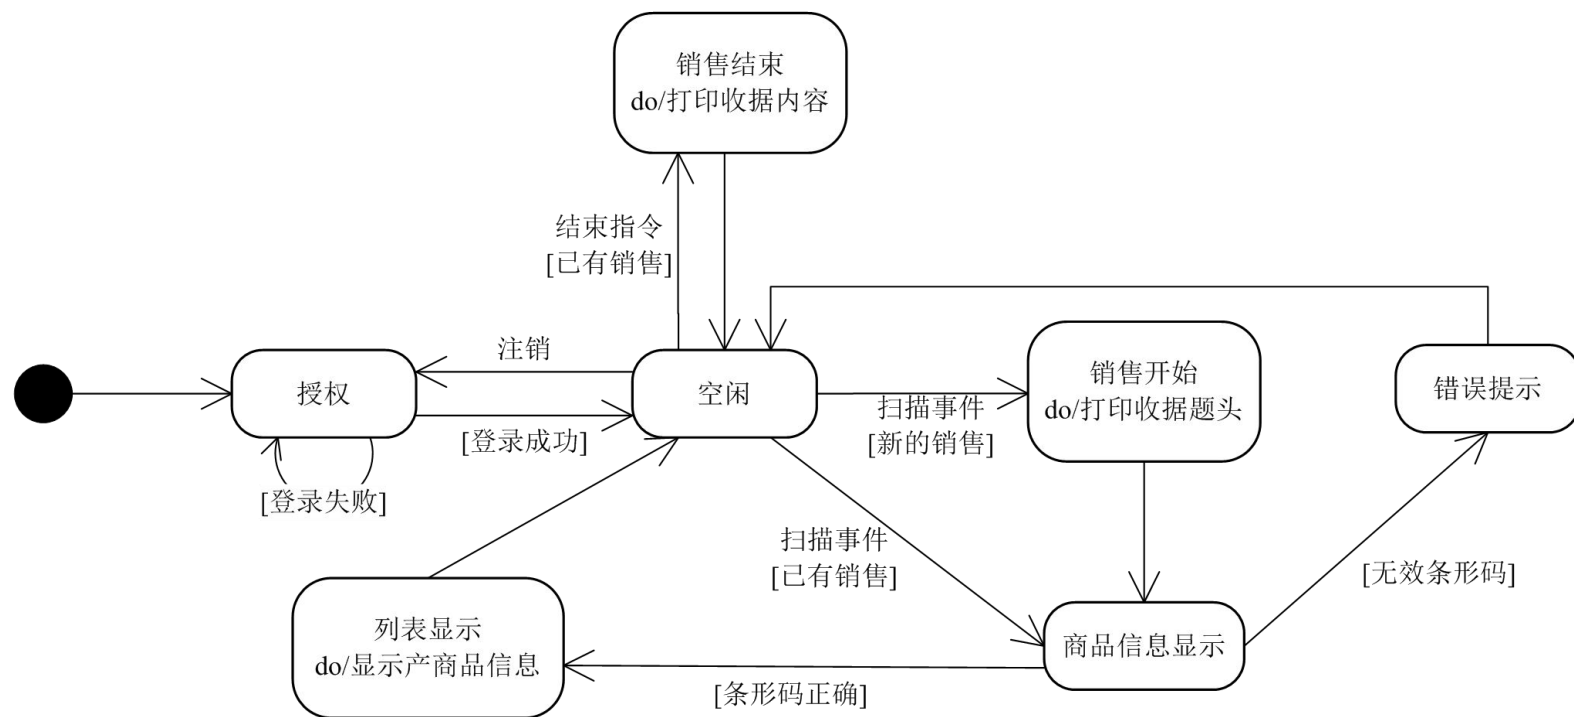 销售结束
do/打印收据内容
结束指令
[已有销售]
注销
授权
空闲
销售开始
do/打印收据题头
错误提示
扫描事件
[新的销售]
[登录成功]
[登录失败]
扫描事件
[已有销售]
[无效条形码]
列表显示
do/显示产商品信息
商品信息显示
[条形码正确]